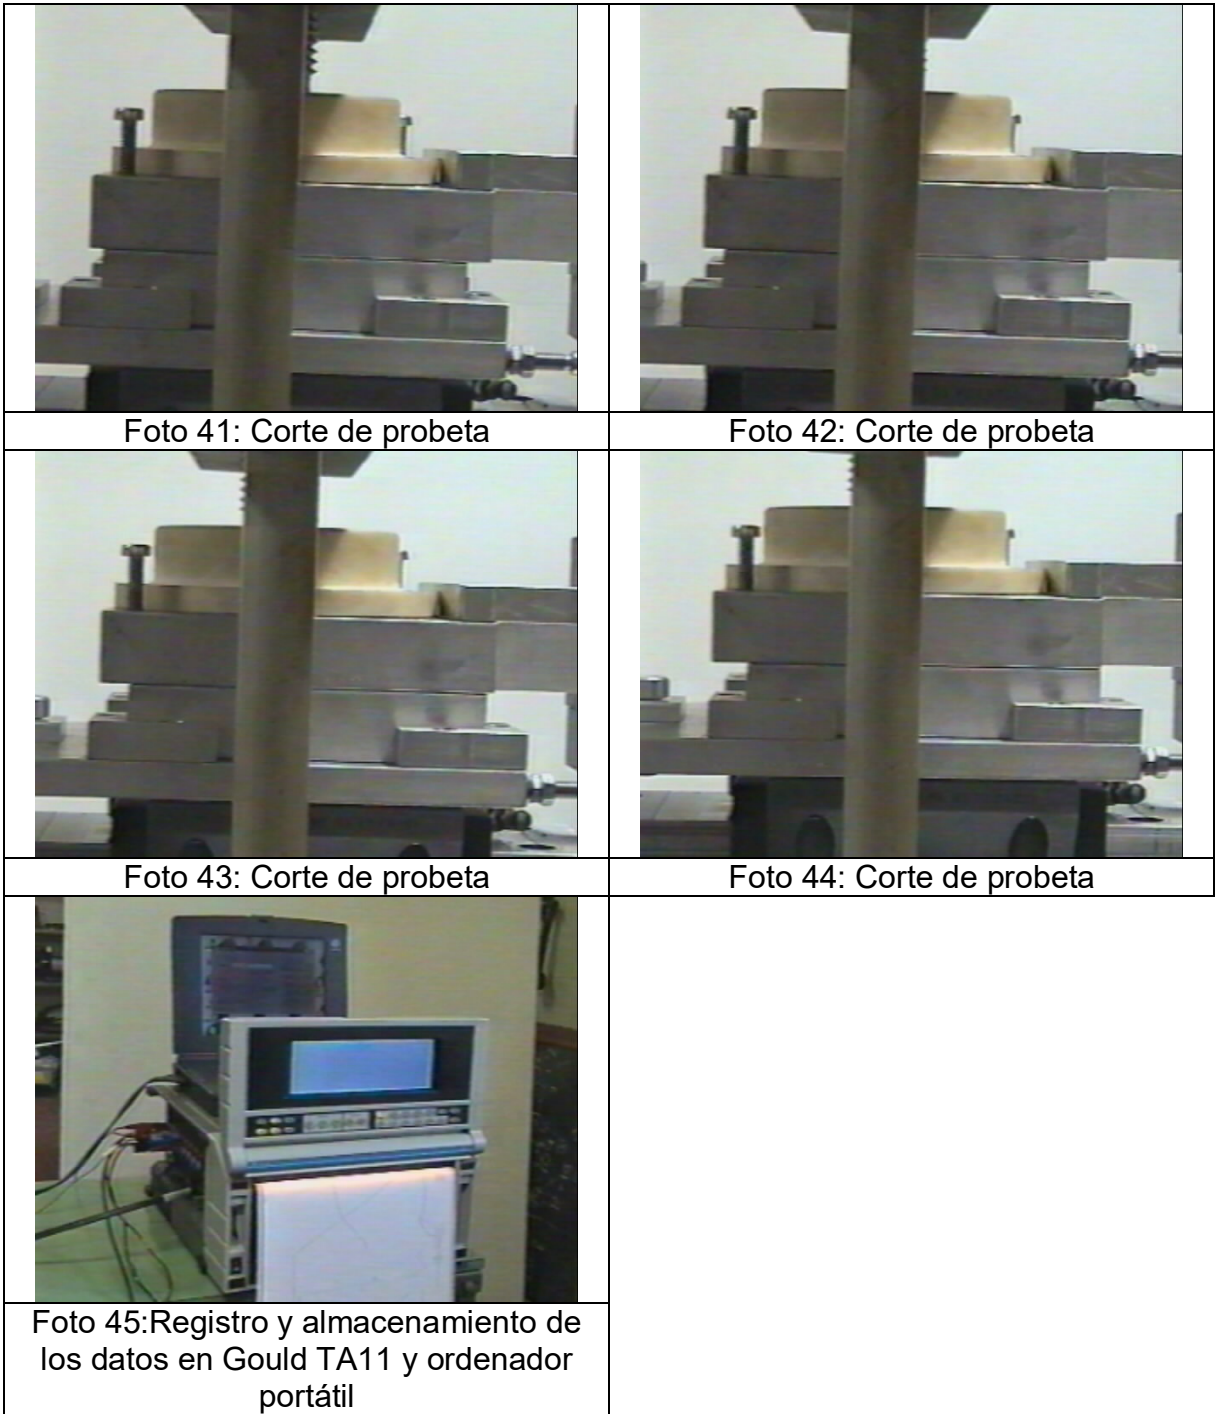 Foto 41: Corte de probeta
Foto 42: Corte de probeta
Foto 43: Corte de probeta
Foto 44: Corte de probeta
Foto 45:Registro y almacenamiento de
los datos en Gould TA11 y ordenador
portátil